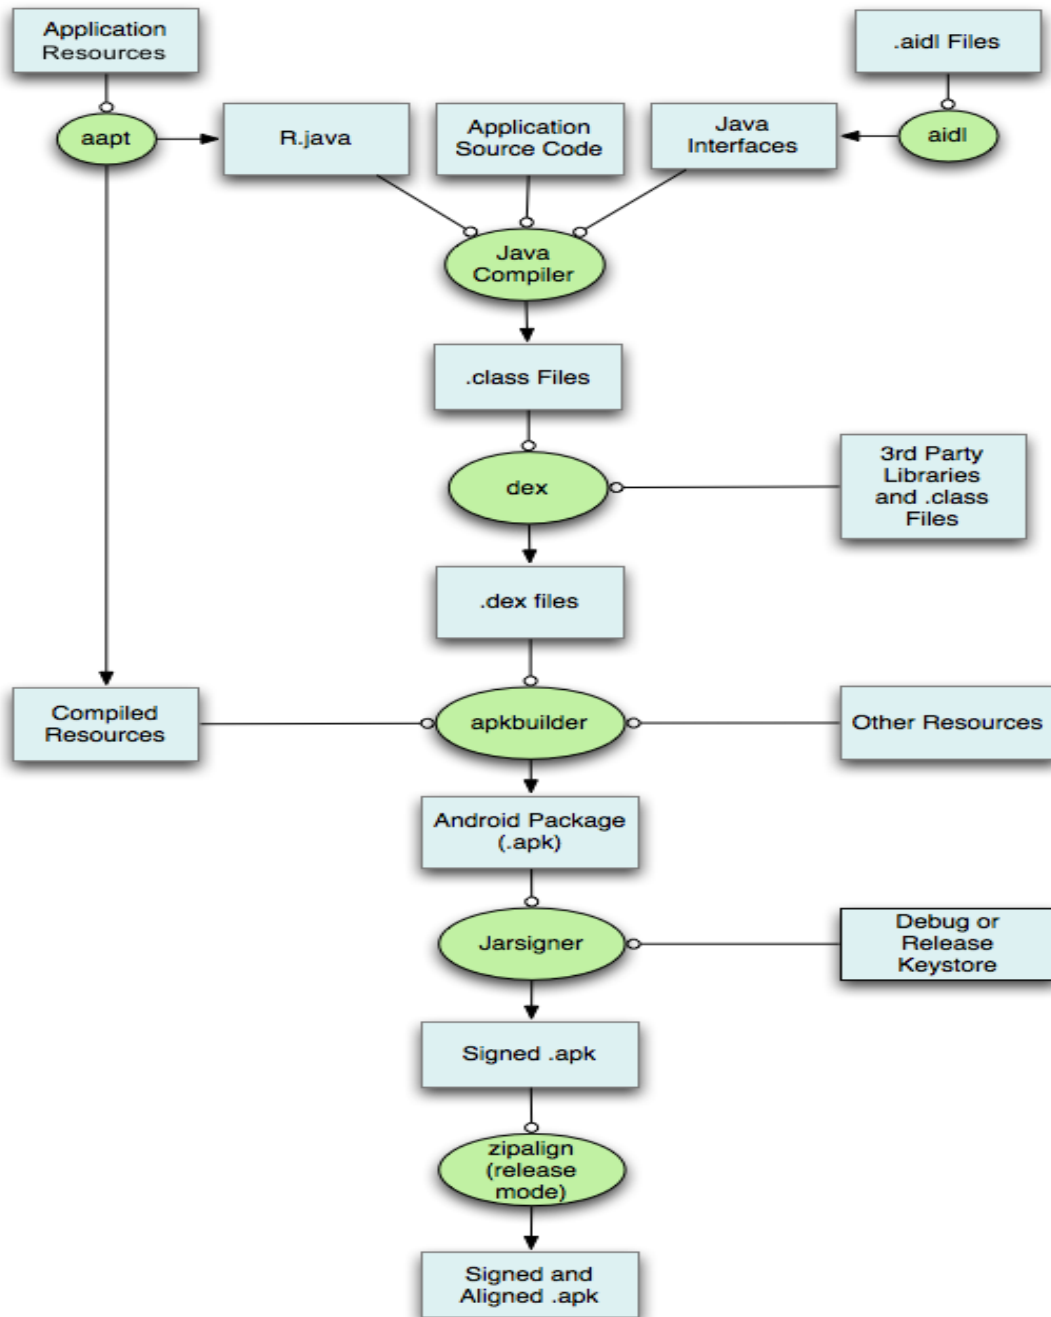 Application
Resources
.aidl Files
aapt
R.java
Application
Source Code
Java
Interfaces
aidl
Java
Compiler
.class Files
dex
3rd Party
Libraries
and .class
Files
.dex files
Compiled
Resources
apkbuilder
Other Resources
Android Package
(.apk)
Jarsigner
Debug or
Release
Keystore
Signed .apk
zipalign
(release
mode)
Signed and
Aligned .apk